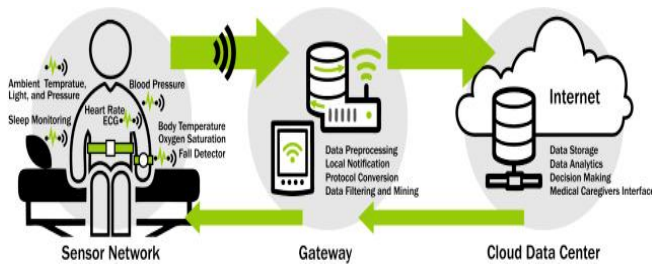 Ambient Tempratue,
Light, and Pressure
Blood Pressure
Sleep Monitoring
Heart Rate,
ECG
Body Temperature
Oxygen Saturation
Fall Detector
Data Preprocessing
Local Notification
Protocol Conversion
Data Filtering and Mining
Internet
Data Storage
Data Analytics
Decision Making
Medical Caregivers Interface
Sensor Network
Gateway
Cloud Data Center